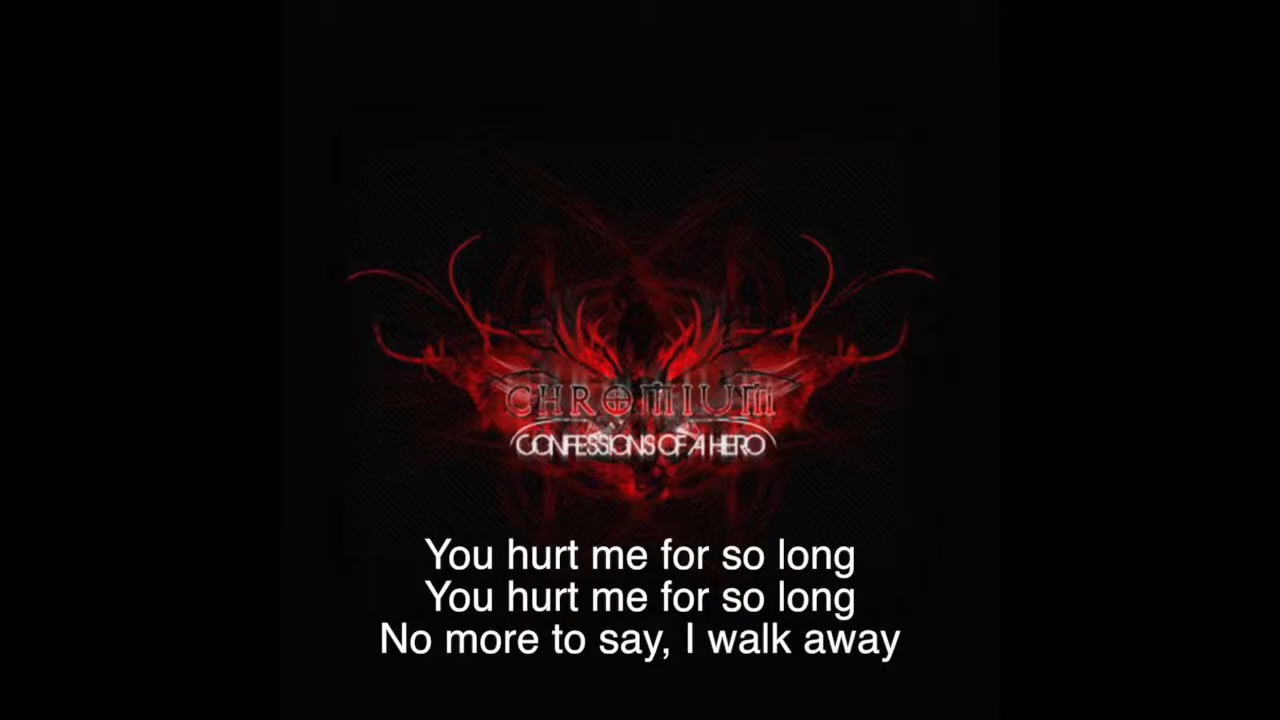 CHROMIUM
CONFESSIONS OF A HERO
You hurt me for so long
You hurt me for so long
No more to say, I walk away